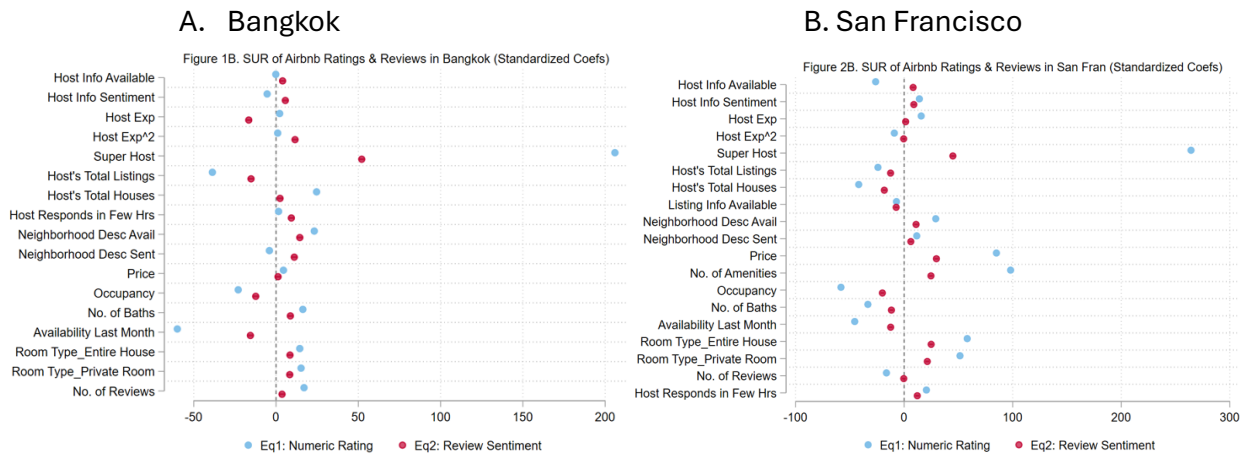 A. Bangkok
Figure 1B. SUR of Airbnb Ratings & Reviews in Bangkok (Standardized Coefs)
Host Info Available
Host Info Sentiment
Host Exp
Host Exp^2
Super Host
Host's Total Listings
Host's Total Houses
Host Responds in Few Hrs
Neighborhood Desc Avail
Neighborhood Desc Sent
Price
Occupancy
No. of Baths
Availability Last Month
Room Type_Entire House
Room Type_Private Room
No. of Reviews
-50 0 50 100 150 200
Eq1: Numeric Rating Eq2: Review Sentiment
B. San Francisco
Figure 2B. SUR of Airbnb Ratings & Reviews in San Fran (Standardized Coefs)
Host Info Available
Host Info Sentiment
Host Exp
Host Exp^2
Super Host
Host's Total Listings
Host's Total Houses
Listing Info Available
Neighborhood Desc Avail
Neighborhood Desc Sent
Price
No. of Amenities
Occupancy
No. of Baths
Availability Last Month
Room Type_Entire House
Room Type_Private Room
No. of Reviews
Host Responds in Few Hrs
-100 0 100 200 300
Eq1: Numeric Rating Eq2: Review Sentiment